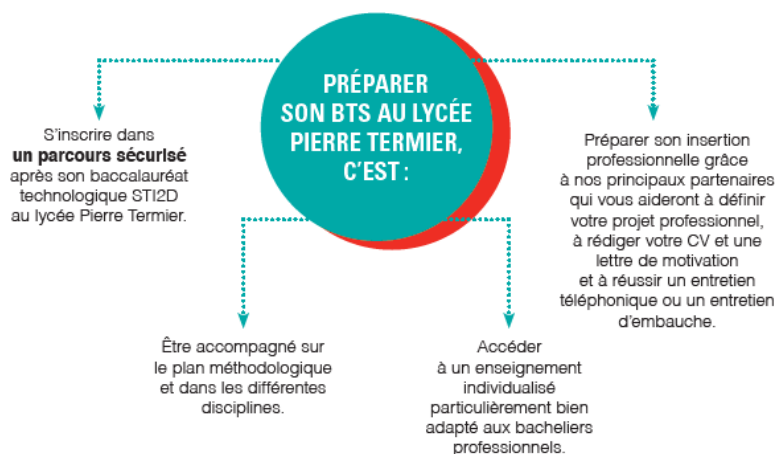 PRÉPARER
SON BTS AU LYCÉE
PIERRE TERMIER,
C’EST :
S’inscrire dans
un parcours sécurisé
après son baccalauréat
technologique STI2D
au lycée Pierre Termier.
Être accompagné sur
le plan méthodologique
et dans les différentes
disciplines.
Accéder
à un enseignement
individualisé
particulièrement bien
adapté aux bacheliers
professionnels.
Préparer son insertion
professionnelle grâce
à nos principaux partenaires
qui vous aideront à définir
votre projet professionnel,
à rédiger votre CV et une
lettre de motivation
et à réussir un entretien
téléphonique ou un entretien
d’embauche.